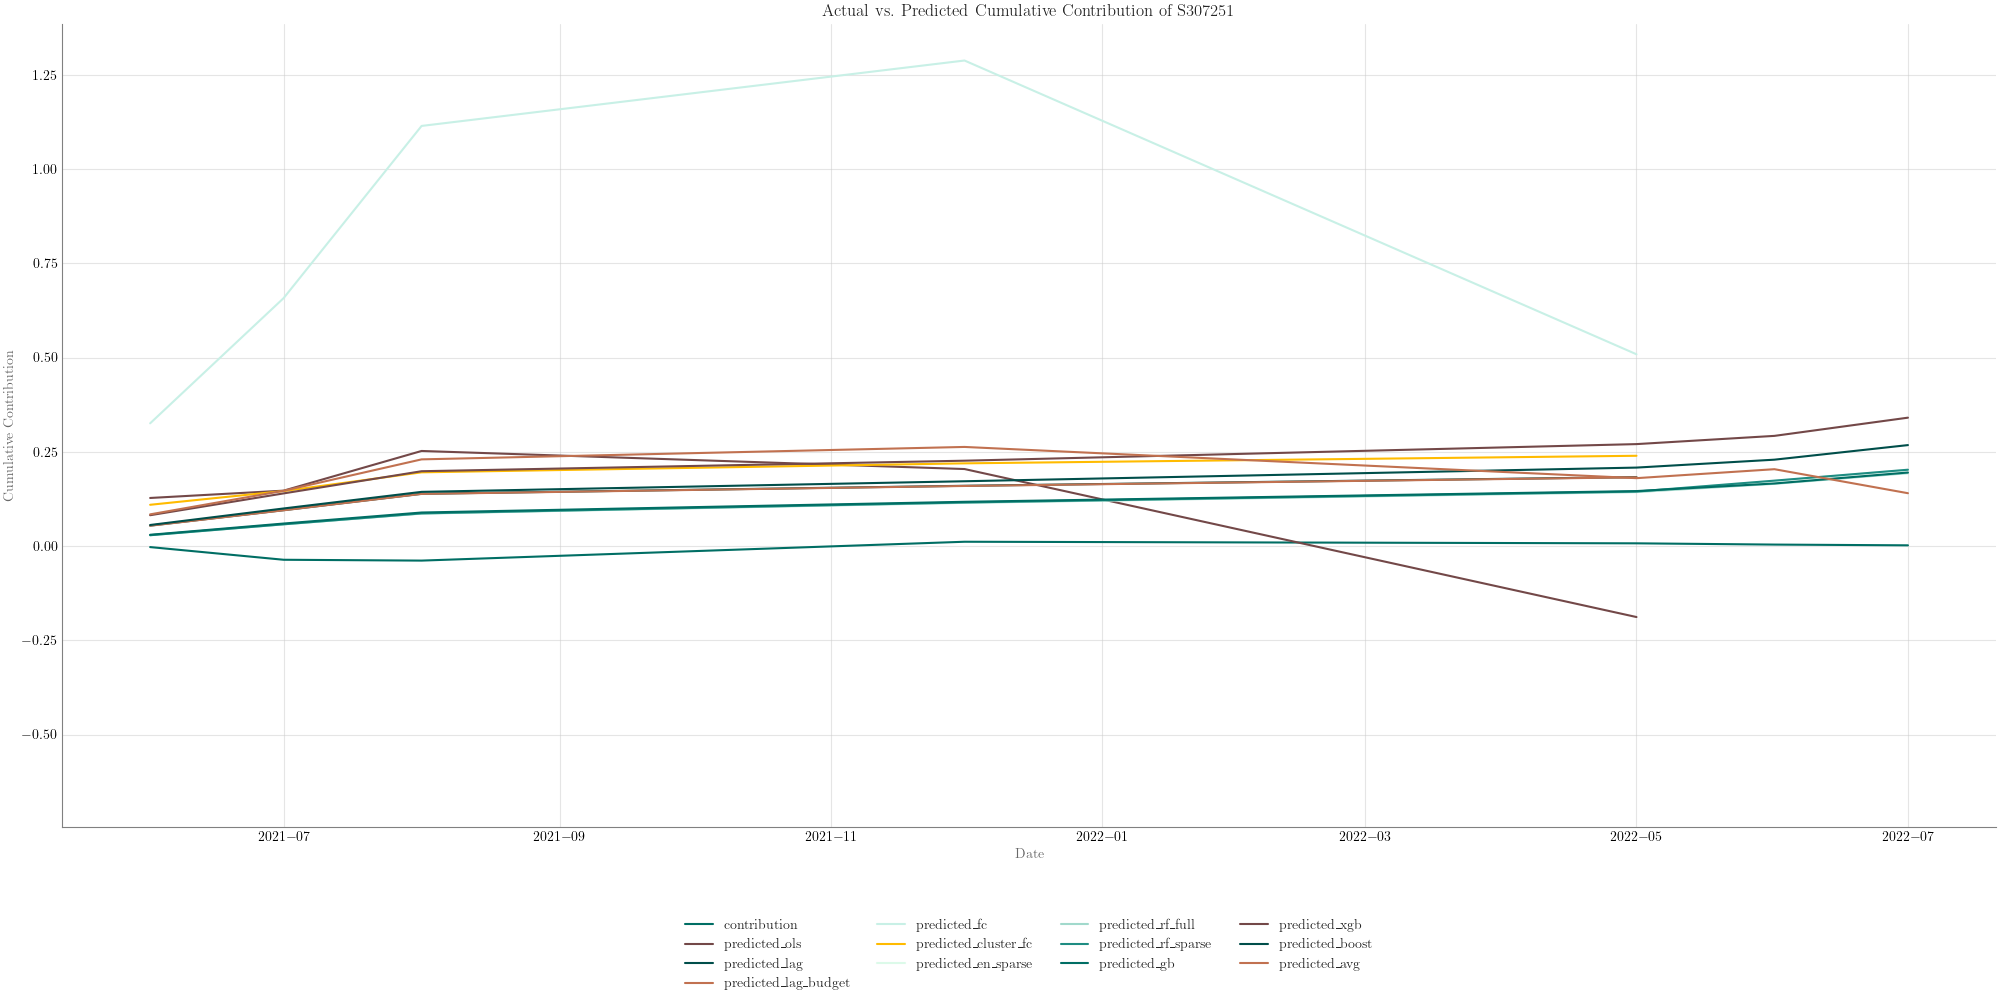 Actual vs. Predicted Cumulative Contribution of S307251
Cumulative Contribution
1.25
1.00
0.75
0.50
0.25
0.00
−0.25
−0.50
2021−07 2021−09 2021−11 2022−01 2022−03 2022−05 2022−07
Date
contribution predicted_fc predicted_rf_full predicted_xgb
predicted_ols predicted_cluster_fc predicted_rf_sparse predicted_boost
predicted_lag predicted_en_sparse predicted_gb predicted_avg
predicted_lag_budget